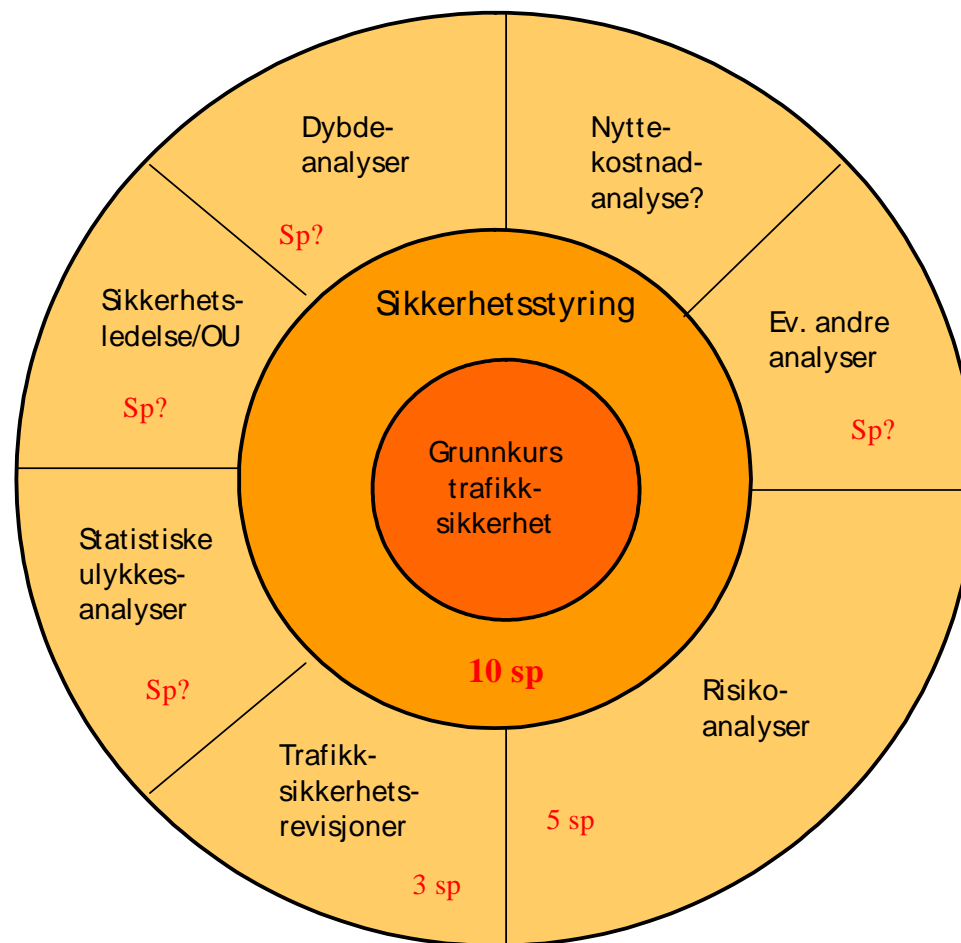 Dybde-
analyser
Sp?
Nytte-
kostnad-
analyse?
Sikkerhets-
ledelse/OU
Sp?
Sikkerhetsstyring
Ev. andre
analyser
Sp?
Grunnkurs
trafikk-
sikkerhet
10 sp
Statistiske
ulykkes-
analyser
Sp?
Trafikk-
sikkerhets-
revisjoner
3 sp
Risiko-
analyser
5 sp